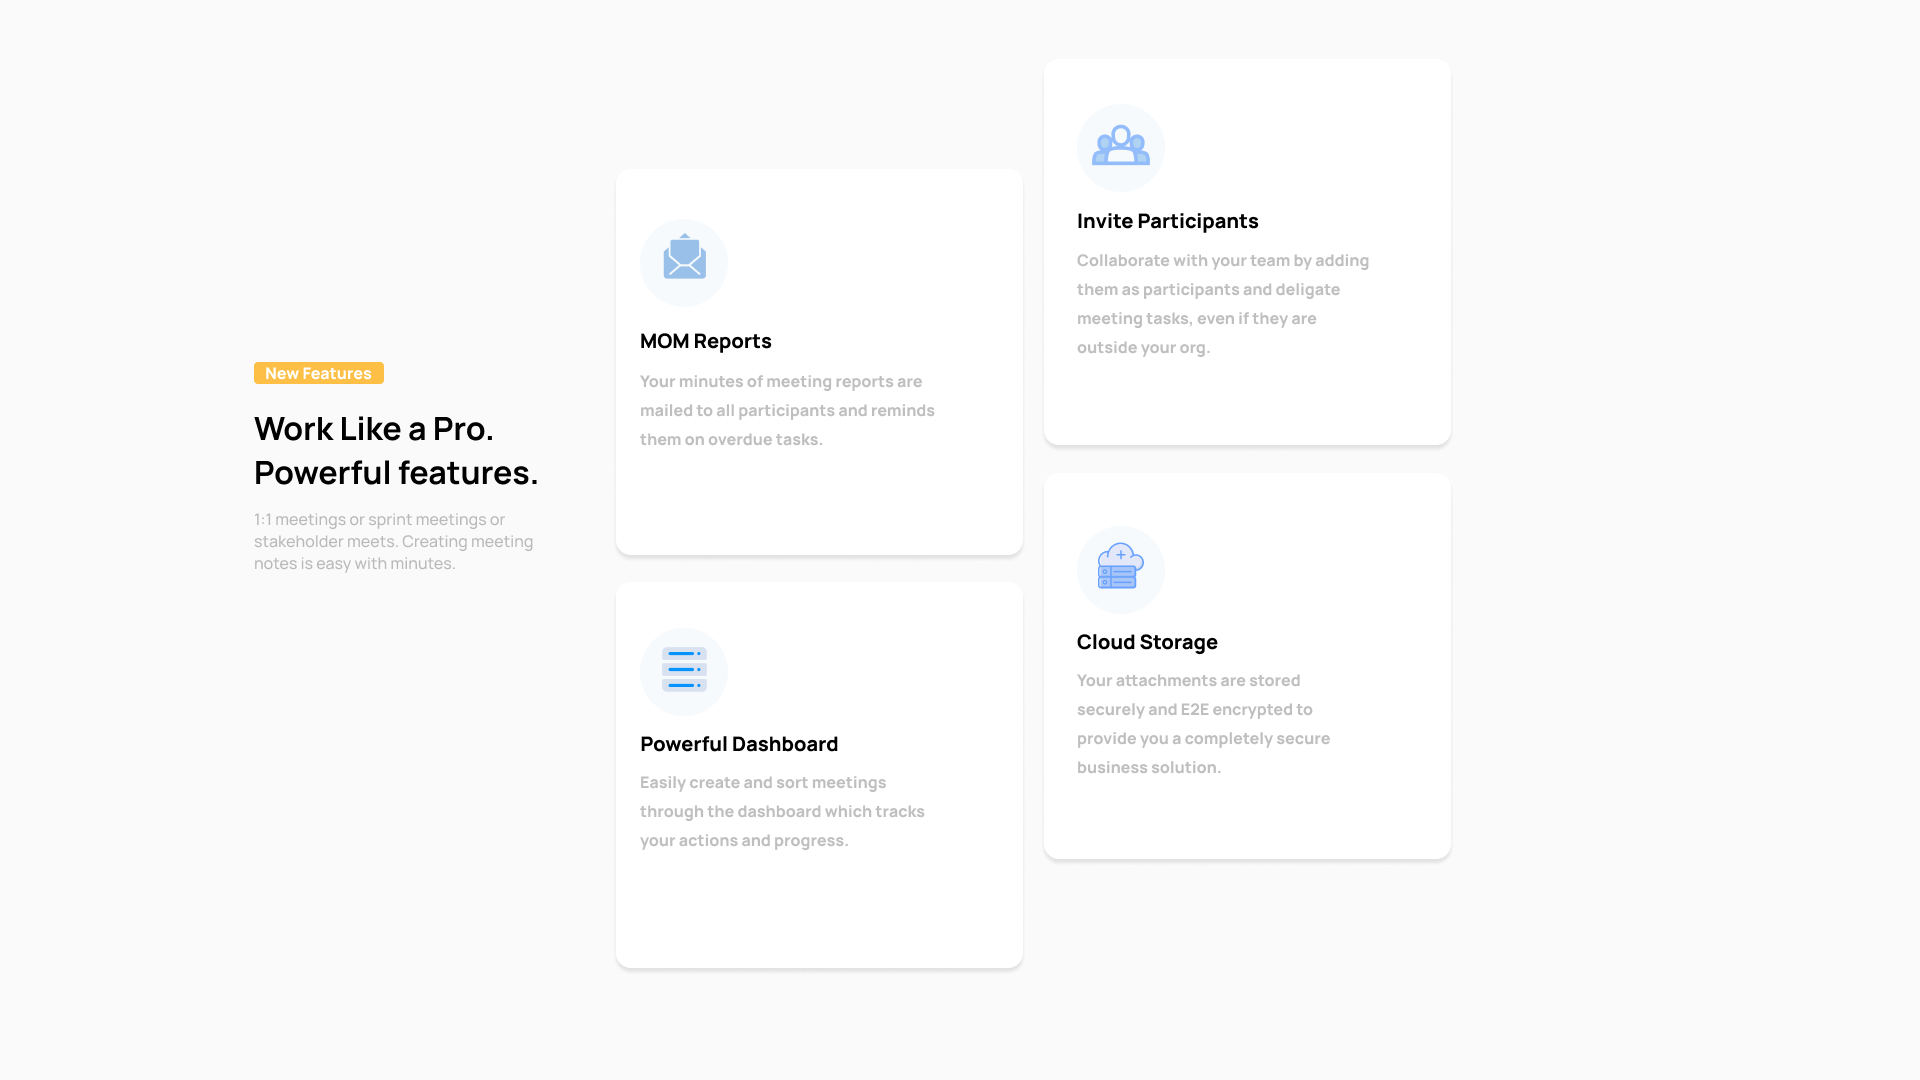 New Features
Work Like a Pro.
Powerful features.
1:1 meetings or sprint meetings or
stakeholder meets. Creating meeting
notes is easy with minutes.
MOM Reports
Your minutes of meeting reports are
mailed to all participants and reminds
them on overdue tasks.
Powerful Dashboard
Easily create and sort meetings
through the dashboard which tracks
your actions and progress.
Invite Participants
Collaborate with your team by adding
them as participants and deligate
meeting tasks, even if they are
outside your org.
Cloud Storage
Your attachments are stored
securely and E2E encrypted to
provide you a completely secure
business solution.